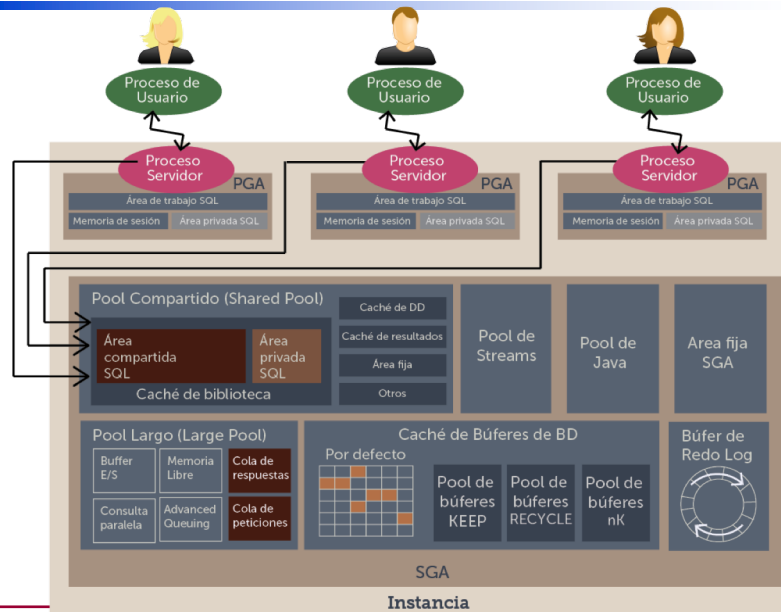 Proceso de
Usuario
Proceso de
Usuario
Proceso de
Usuario
Proceso
Servidor
PGA
Área de trabajo SQL
Memoria de sesión
Área privada SQL
Proceso
Servidor
PGA
Área de trabajo SQL
Memoria de sesión
Área privada SQL
Proceso
Servidor
PGA
Área de trabajo SQL
Memoria de sesión
Área privada SQL
Pool Compartido (Shared Pool)
Área
compartida
SQL
Área
privada
SQL
Caché de biblioteca
Caché de DD
Caché de resultados
Área fija
Otros
Pool de
Streams
Pool de
Java
Area fija
SGA
Pool Largo (Large Pool)
Buffer
E/S
Memoria
Libre
Cola de
respuestas
Consulta
paralela
Advanced
Queuing
Cola de
peticiones
Caché de Búferes de BD
Por defecto
Pool de
búferes
KEEP
Pool de
búferes
RECYCLE
Pool de
búferes
nK
Búfer de
Redo Log
SGA
Instancia